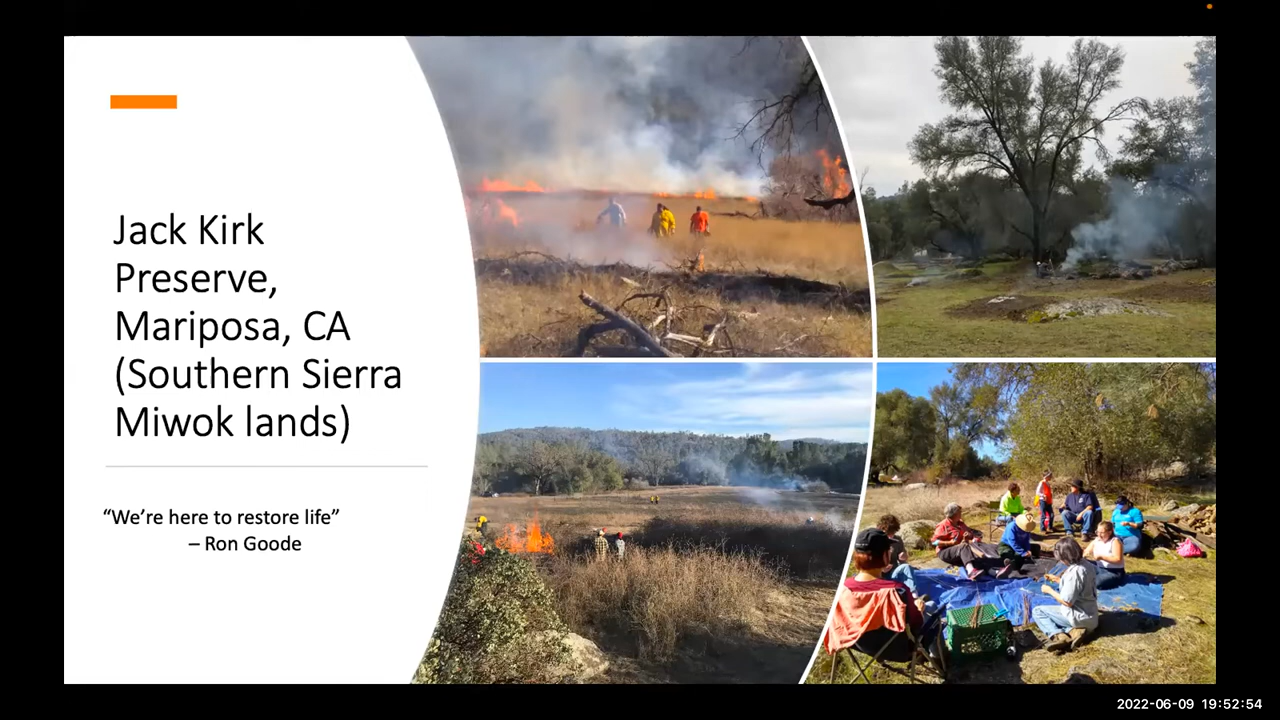 Jack Kirk
Preserve,
Mariposa, CA
(Southern Sierra
Miwok lands)
“We’re here to restore life”
– Ron Goode
2022-06-09 19:52:54